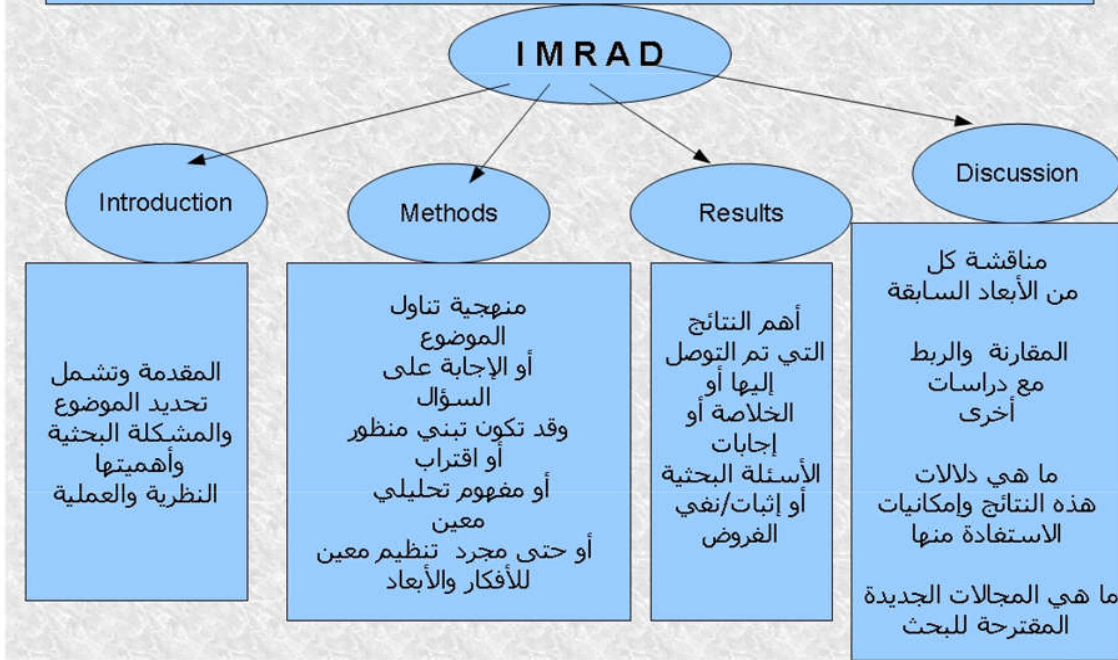 I M R A D
Introduction
المقدمة وتشمل
تحديد الموضوع
والمشكلة البحثية
وأهميتها
النظرية والعملية
Methods
منهجية تناول
الموضوع
أو الإجابة على
السؤال
وقد تكون تبني منظور
أو اقتراب
أو مفهوم تحليلي
معين
أو حتى مجرد تنظيم معين
للأفكار والأبعاد
Results
أهم النتائج
التي تم التوصل
إليها أو
الخلاصة أو
إجابات
الأسئلة البحثية
أو إثبات/نفي
الفروض
Discussion
مناقشة كل
من الأبعاد السابقة
المقارنة والربط
مع دراسات
أخرى
ما هي دلالات
هذه النتائج وإمكانيات
الاستفادة منها
ما هي المجالات الجديدة
المقترحة للبحث